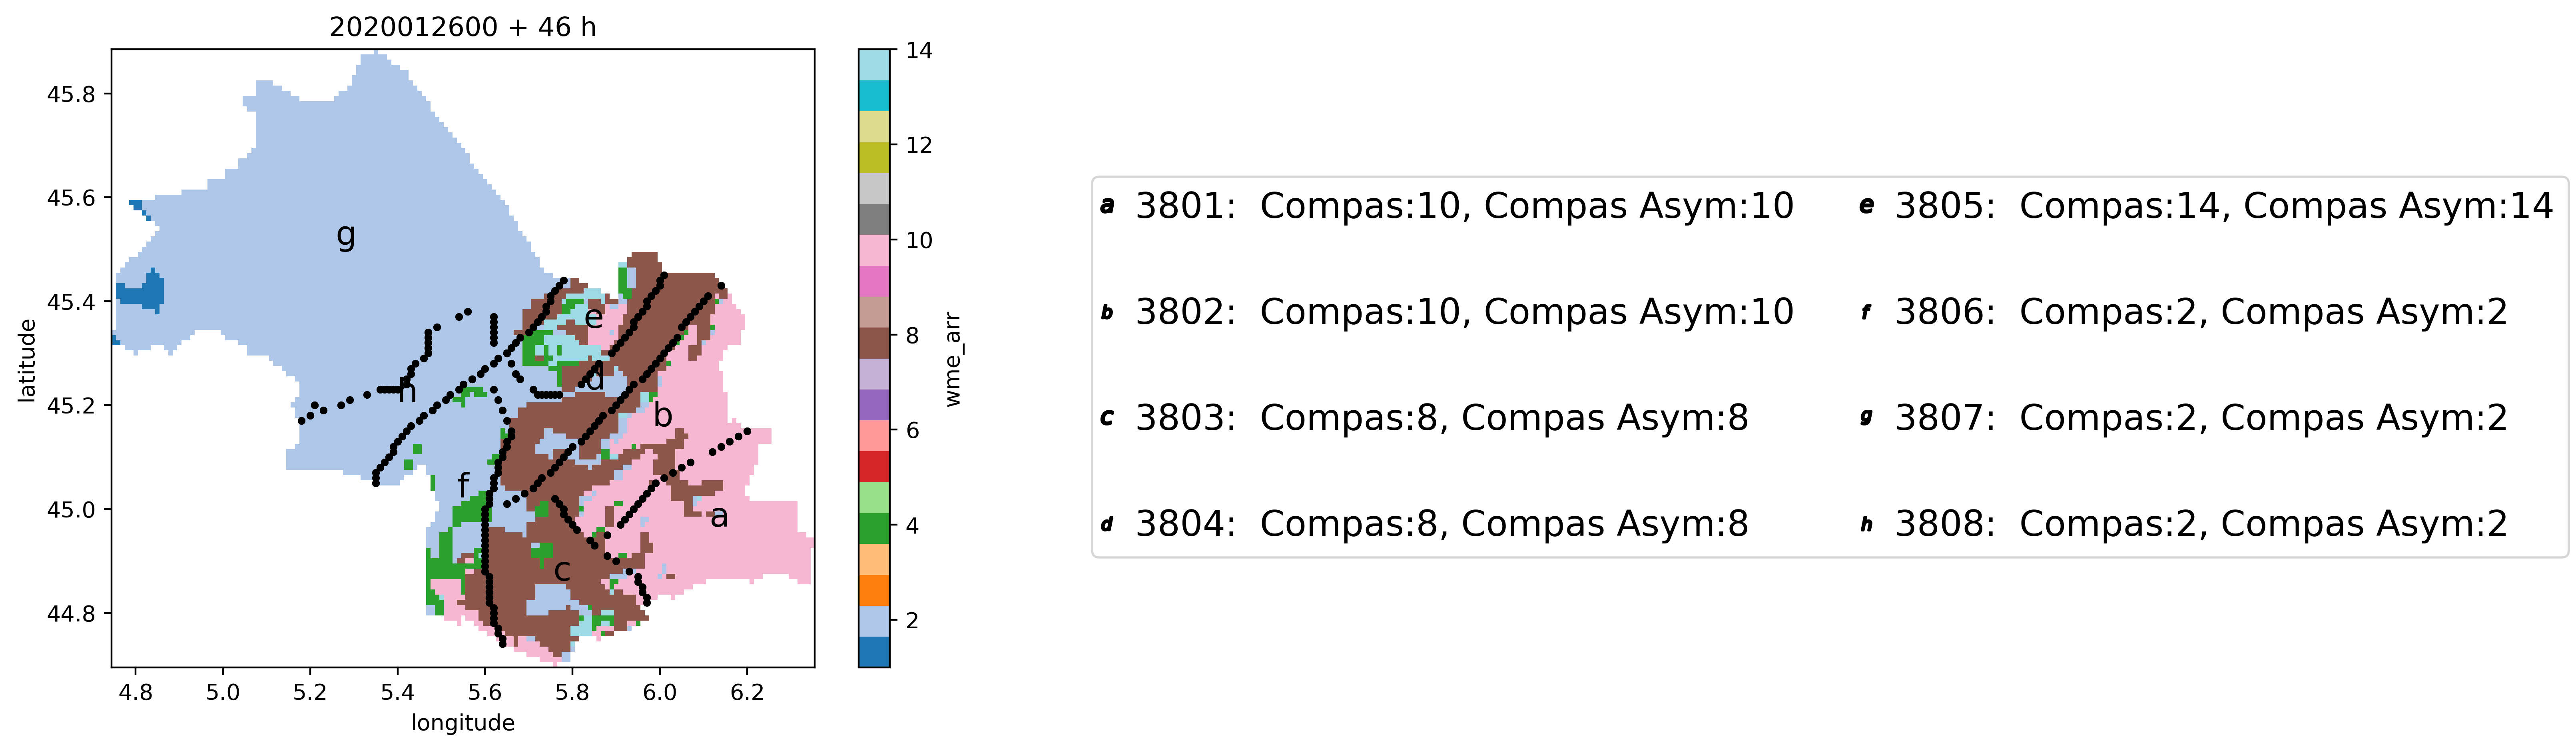 2020012600 + 46 h
45.8
45.6
45.4
45.2
45.0
44.8
latitude
4.8 5.0 5.2 5.4 5.6 5.8 6.0 6.2
longitude
g
e
d
h
b
f
a
c
14
12
10
8
6
4
2
wme_arr
a 3801: Compas:10, Compas Asym:10
b 3802: Compas:10, Compas Asym:10
c 3803: Compas:8, Compas Asym:8
d 3804: Compas:8, Compas Asym:8
e 3805: Compas:14, Compas Asym:14
f 3806: Compas:2, Compas Asym:2
g 3807: Compas:2, Compas Asym:2
h 3808: Compas:2, Compas Asym:2